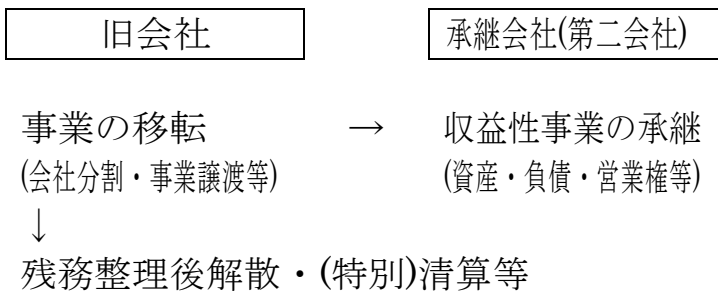 旧会社 承継会社(第二会社)
事業の移転 → 収益性事業の承継
(会社分割・事業譲渡等) (資産・負債・営業権等)
↓
残務整理後解散・(特別)清算等